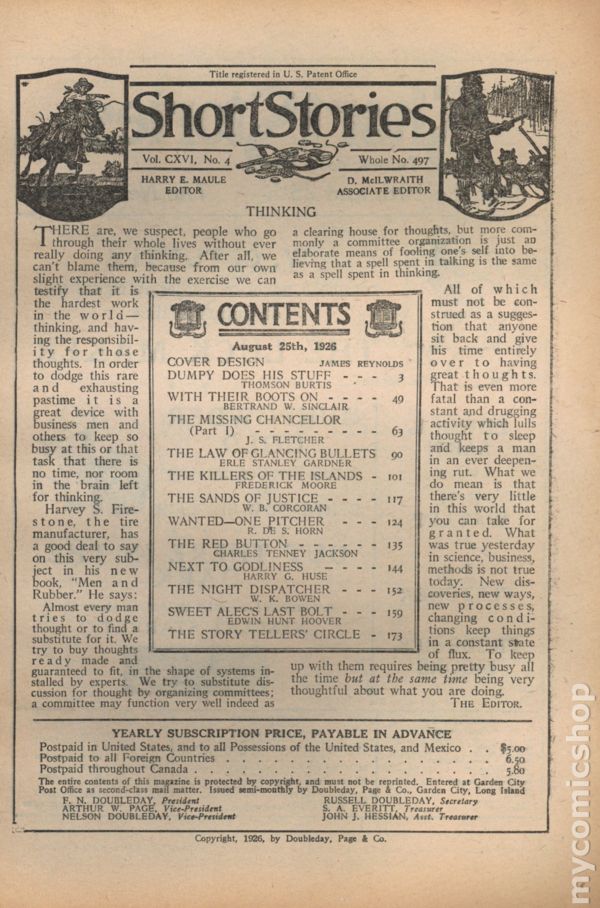 Title registered in U. S. Patent Office
Short Stories
Vol. CXVI, No. 4
Whole No. 497
HARRY E. MAULE
EDITOR
D. McILWRAITH
ASSOCIATE EDITOR
THINKING
THERE are, we suspect, people who go
through their whole lives without ever
really doing any thinking. After all, we
can't blame them, because from our own
slight experience with the exercise we can
testify that it is
the hardest work
in the world—
thinking, and hav-
ing the responsibil-
ity for those
thoughts. In order
to dodge this rare
and exhausting
pastime it is a
great device with
business men and
others to keep so
busy at this or that
task that there is
no time, nor room
in the brain left
for thinking.
Harvey S. Fire-
stone, the tire
manufacturer, has
a good deal to say
on this very sub-
ject in his new
book, "Men and
Rubber." He says:
Almost every man
tries to dodge
thought or to find a
substitute for it. We
try to buy thoughts
ready made and
guaranteed to fit, in the shape of systems in-
stalled by experts. We try to substitute dis-
cussion for thought by organizing committees;
a committee may function very well indeed as
a clearing house for thoughts, but more com-
monly a committee organization is just an
elaborate means of fooling one's self into be-
lieving that a spell spent in talking is the same
as a spell spent in thinking.
All of which
must not be con-
strued as a sugges-
tion that anyone
sit back and give
his time entirely
over to having
great thoughts.
That is even more
fatal than a con-
stant and drugging
activity which lulls
thought to sleep
and keeps a man
in an ever deepen-
ing rut. What we
do mean is that
there's very little
in this world that
you can take for
granted. What
was true yesterday
in science, business,
methods is not true
today. New dis-
coveries, new ways,
new processes,
changing condi-
tions keep things
in a constant state
of flux. To keep
up with them requires being pretty busy all
the time but at the same time being very
thoughtful about what you are doing.
THE EDITOR.
CONTENTS
August 25th, 1926
COVER DESIGN JAMES REYNOLDS
DUMPY DOES HIS STUFF - - - 3
THOMSON BURTIS
WITH THEIR BOOTS ON - - - - 49
BERTRAND W. SINCLAIR
THE MISSING CHANCELLOR
(Part I) - - - - - - - - - 63
J. S. FLETCHER
THE LAW OF GLANCING BULLETS 90
ERLE STANLEY GARDNER
THE KILLERS OF THE ISLANDS - 101
FREDERICK MOORE
THE SANDS OF JUSTICE - - - - 117
W. B. CORCORAN
WANTED—ONE PITCHER - - - 124
R. DE S. HORN
THE RED BUTTON - - - - - - 135
CHARLES TENNEY JACKSON
NEXT TO GODLINESS - - - - 144
HARRY G. HUSE
THE NIGHT DISPATCHER - - - 152
W. K. BOWEN
SWEET ALEC'S LAST BOLT - - - 159
EDWIN HUNT HOOVER
THE STORY TELLERS' CIRCLE - 173
YEARLY SUBSCRIPTION PRICE, PAYABLE IN ADVANCE
Postpaid in United States, and to all Possessions of the United States, and Mexico . . $5.00
Postpaid to all Foreign Countries . . . . . . . . . . 6.50
Postpaid throughout Canada . . . . . . . . . . 5.80
The entire contents of this magazine is protected by copyright, and must not be reprinted. Entered at Garden City
Post Office as second-class mail matter. Issued semi-monthly by Doubleday, Page & Co., Garden City, Long Island
F. N. DOUBLEDAY, President
ARTHUR W. PAGE, Vice-President
NELSON DOUBLEDAY, Vice-President
RUSSELL DOUBLEDAY, Secretary
S. A. EVERITT, Treasurer
JOHN J. HESSIAN, Asst. Treasurer
Copyright, 1926, by Doubleday, Page & Co.
mycomicshop